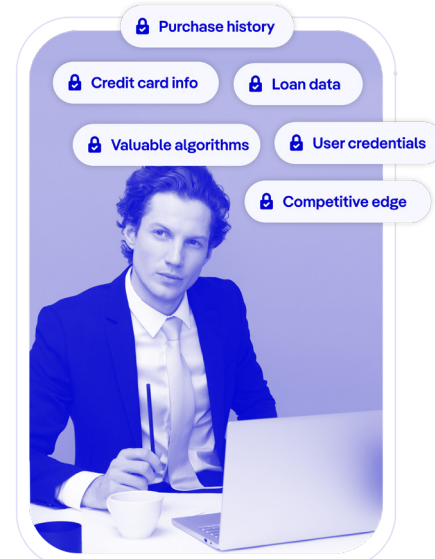 Purchase history
Credit card info
Loan data
Valuable algorithms
User credentials
Competitive edge